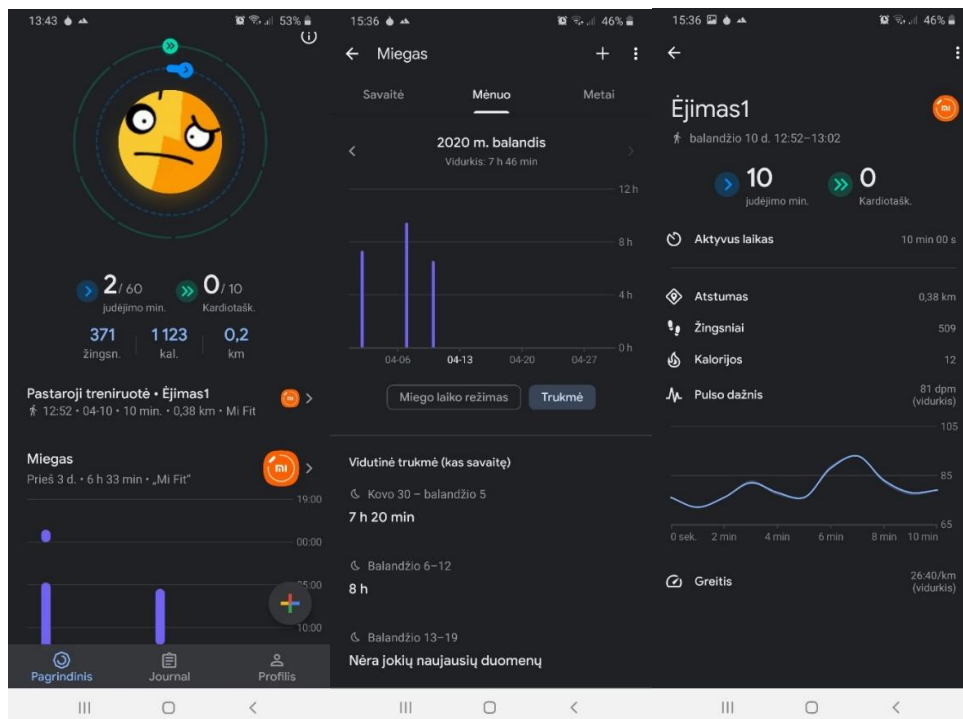 13:43
53%
2/ 60
judėjimo min.
0/ 10
Kardiotašk.
371
žingsn.
1 123
kal.
0,2
km
Pastaroji treniruotė • Ėjimas1
12:52 • 04-10 • 10 min. • 0,38 km • Mi Fit
Miegas
Prieš 3 d. • 6 h 33 min • „Mi Fit“
19:00
00:00
05:00
10:00
Pagrindinis
Journal
Profilis
15:36
46%
Miegas
Savaitė
Mėnuo
Metai
2020 m. balandis
Vidurkis: 7 h 46 min
12 h
8 h
4 h
0 h
04-06
04-13
04-20
04-27
Miego laiko režimas
Trukmė
Vidutinė trukmė (kas savaitę)
Kovo 30 – balandžio 5
7 h 20 min
Balandžio 6–12
8 h
Balandžio 13–19
Nėra jokių naujausių duomenų
15:36
46%
Ėjimas1
balandžio 10 d. 12:52–13:02
10
judėjimo min.
0
Kardiotašk.
Aktyvus laikas
10 min 00 s
Atstumas
0,38 km
Žingsniai
509
Kalorijos
12
Pulso dažnis
81 dpm
(vidurkis)
105
85
65
0 sek.
2 min
4 min
6 min
8 min
10 min
Greitis
26:40/km
(vidurkis)